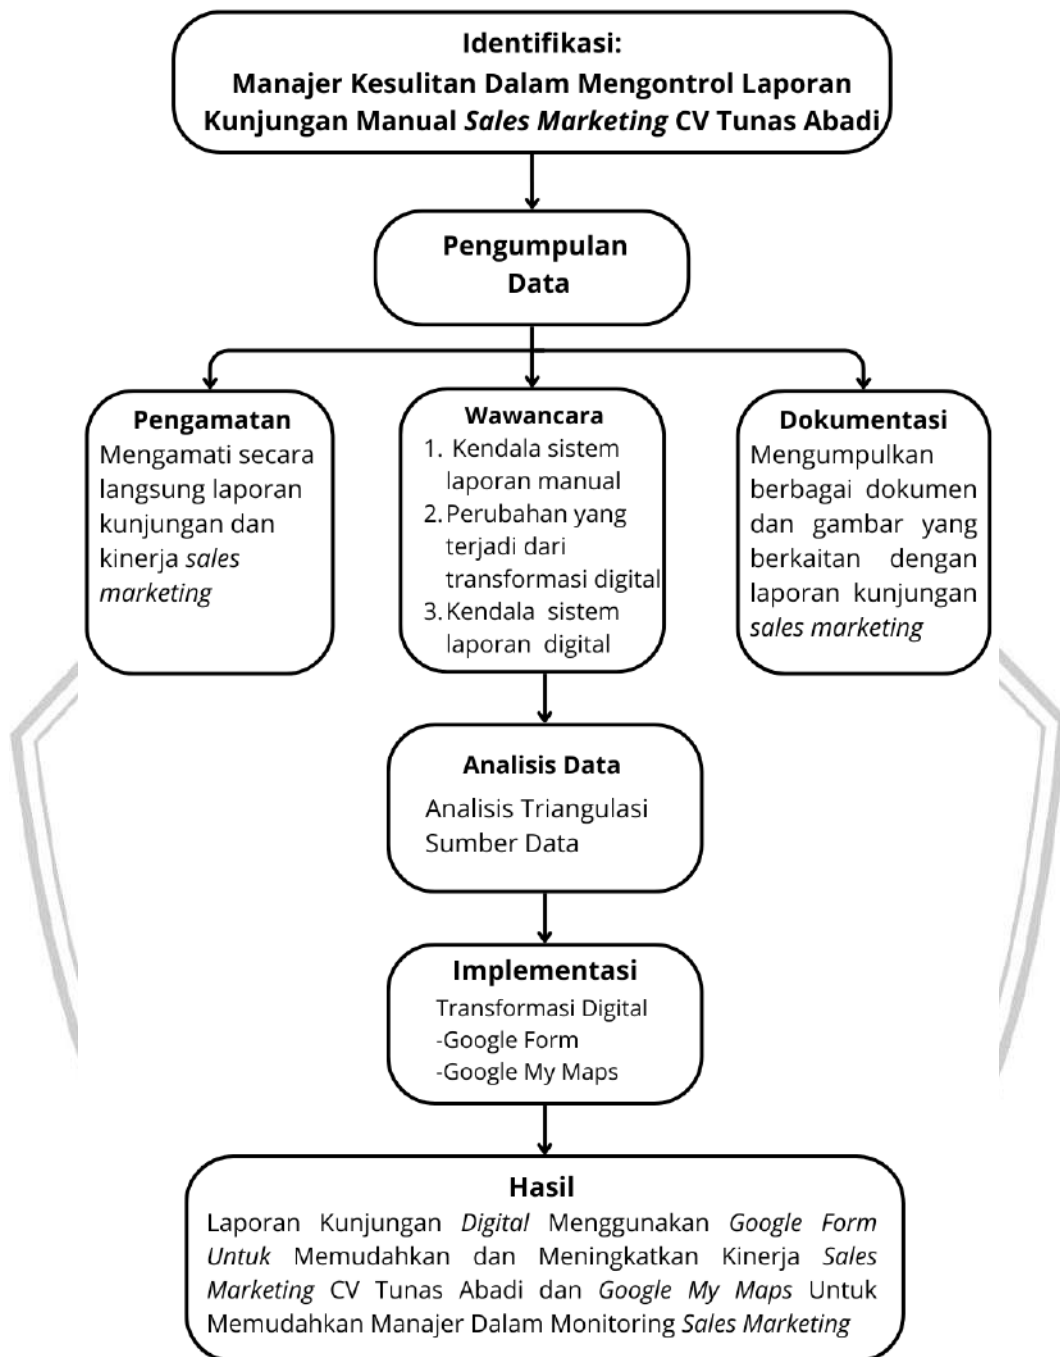 Identifikasi:
Manajer Kesulitan Dalam Mengontrol Laporan
Kunjungan Manual Sales Marketing CV Tunas Abadi
Pengumpulan
Data
Pengamatan
Mengamati secara
langsung laporan
kunjungan dan
kinerja sales
marketing
Wawancara
1. Kendala sistem
laporan manual
2. Perubahan yang
terjadi dari
transformasi digital
3. Kendala sistem
laporan digital
Dokumentasi
Mengumpulkan
berbagai dokumen
dan gambar yang
berkaitan dengan
laporan kunjungan
sales marketing
Analisis Data
Analisis Triangulasi
Sumber Data
Implementasi
Transformasi Digital
-Google Form
-Google My Maps
Hasil
Laporan Kunjungan Digital Menggunakan Google Form
Untuk Memudahkan dan Meningkatkan Kinerja Sales
Marketing CV Tunas Abadi dan Google My Maps Untuk
Memudahkan Manajer Dalam Monitoring Sales Marketing